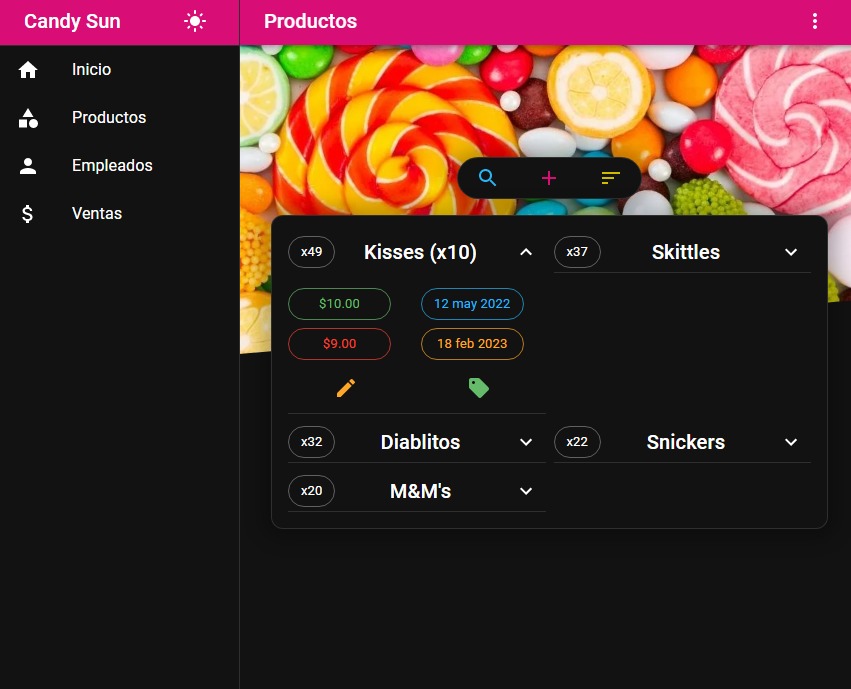 Candy Sun
Productos
Inicio
Productos
Empleados
Ventas
x49 Kisses (x10)
x37 Skittles
$10.00 12 may 2022
$9.00 18 feb 2023
x32 Diablitos
x22 Snickers
x20 M&M's